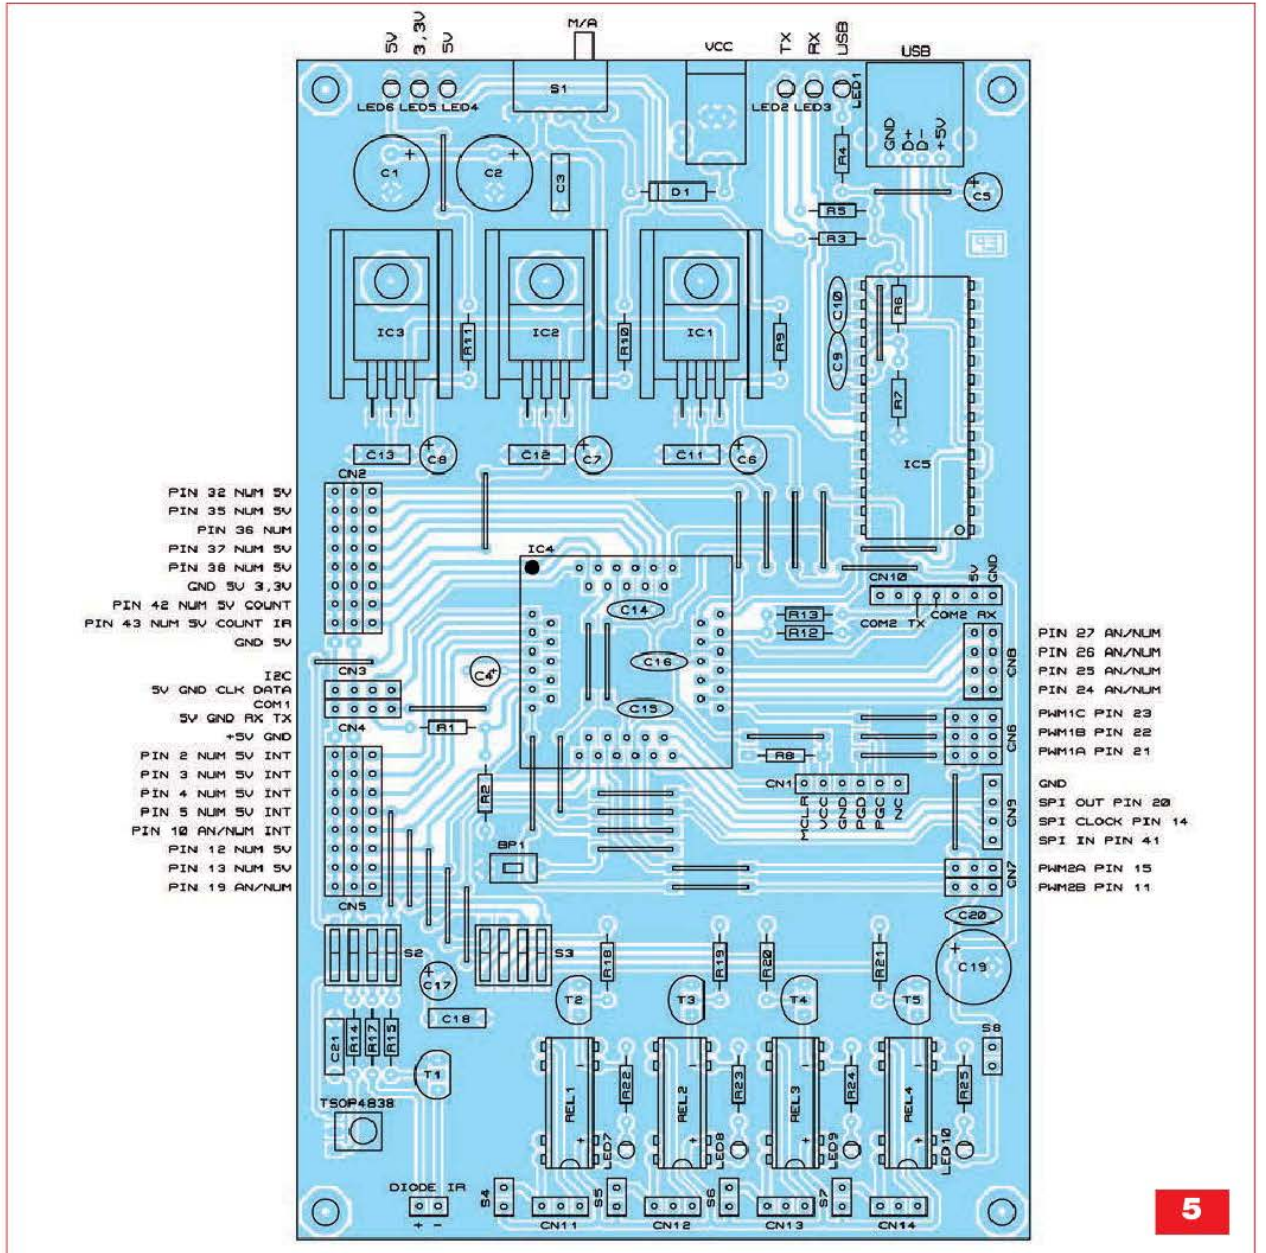 M/A
5V
3,3V
5V
VCC
TX
RX
USB
USB
S1
LED6 LED5 LED4
LED2 LED3
LED1
GND
D+
D-
+5V
R4
C1
C2
C3
D1
C5
R5
R3
IC3
R11
IC2
R10
IC1
R9
C10
C9
R6
R7
IC5
C13
C8
C12
C7
C11
C6
CN2
PIN 32 NUM 5V
PIN 35 NUM 5V
PIN 36 NUM
PIN 37 NUM 5V
PIN 38 NUM 5V
GND 5V 3,3V
PIN 42 NUM 5V COUNT
PIN 43 NUM 5V COUNT IR
GND 5V
CN3
I2C
5V GND CLK DATA
COM1
5V GND RX TX
CN4
+5V GND
IC4
C14
C16
C15
C4
R13
R12
CN10
5V
GND
COM2 TX
COM2 RX
PIN 27 AN/NUM
PIN 26 AN/NUM
PIN 25 AN/NUM
PIN 24 AN/NUM
CN8
PWM1C PIN 23
PWM1B PIN 22
PWM1A PIN 21
CN6
R1
R2
R8
CN1
MCLR
VCC
GND
PGD
PGC
NC
GND
SPI OUT PIN 20
SPI CLOCK PIN 14
SPI IN PIN 41
CN9
PIN 2 NUM 5V INT
PIN 3 NUM 5V INT
PIN 4 NUM 5V INT
PIN 5 NUM 5V INT
PIN 10 AN/NUM INT
PIN 12 NUM 5V
PIN 13 NUM 5V
PIN 19 AN/NUM
CN5
BP1
PWM2A PIN 15
PWM2B PIN 11
CN7
C20
C19
S2
S3
R18
R19
R20
R21
C17
C18
T2
T3
T4
T5
S8
C21
R14
R17
R15
T1
TSOP4838
REL1
R22
REL2
R23
REL3
R24
REL4
R25
LED7
LED8
LED9
LED10
DIODE IR
+ -
S4
S5
S6
S7
CN11
CN12
CN13
CN14
5